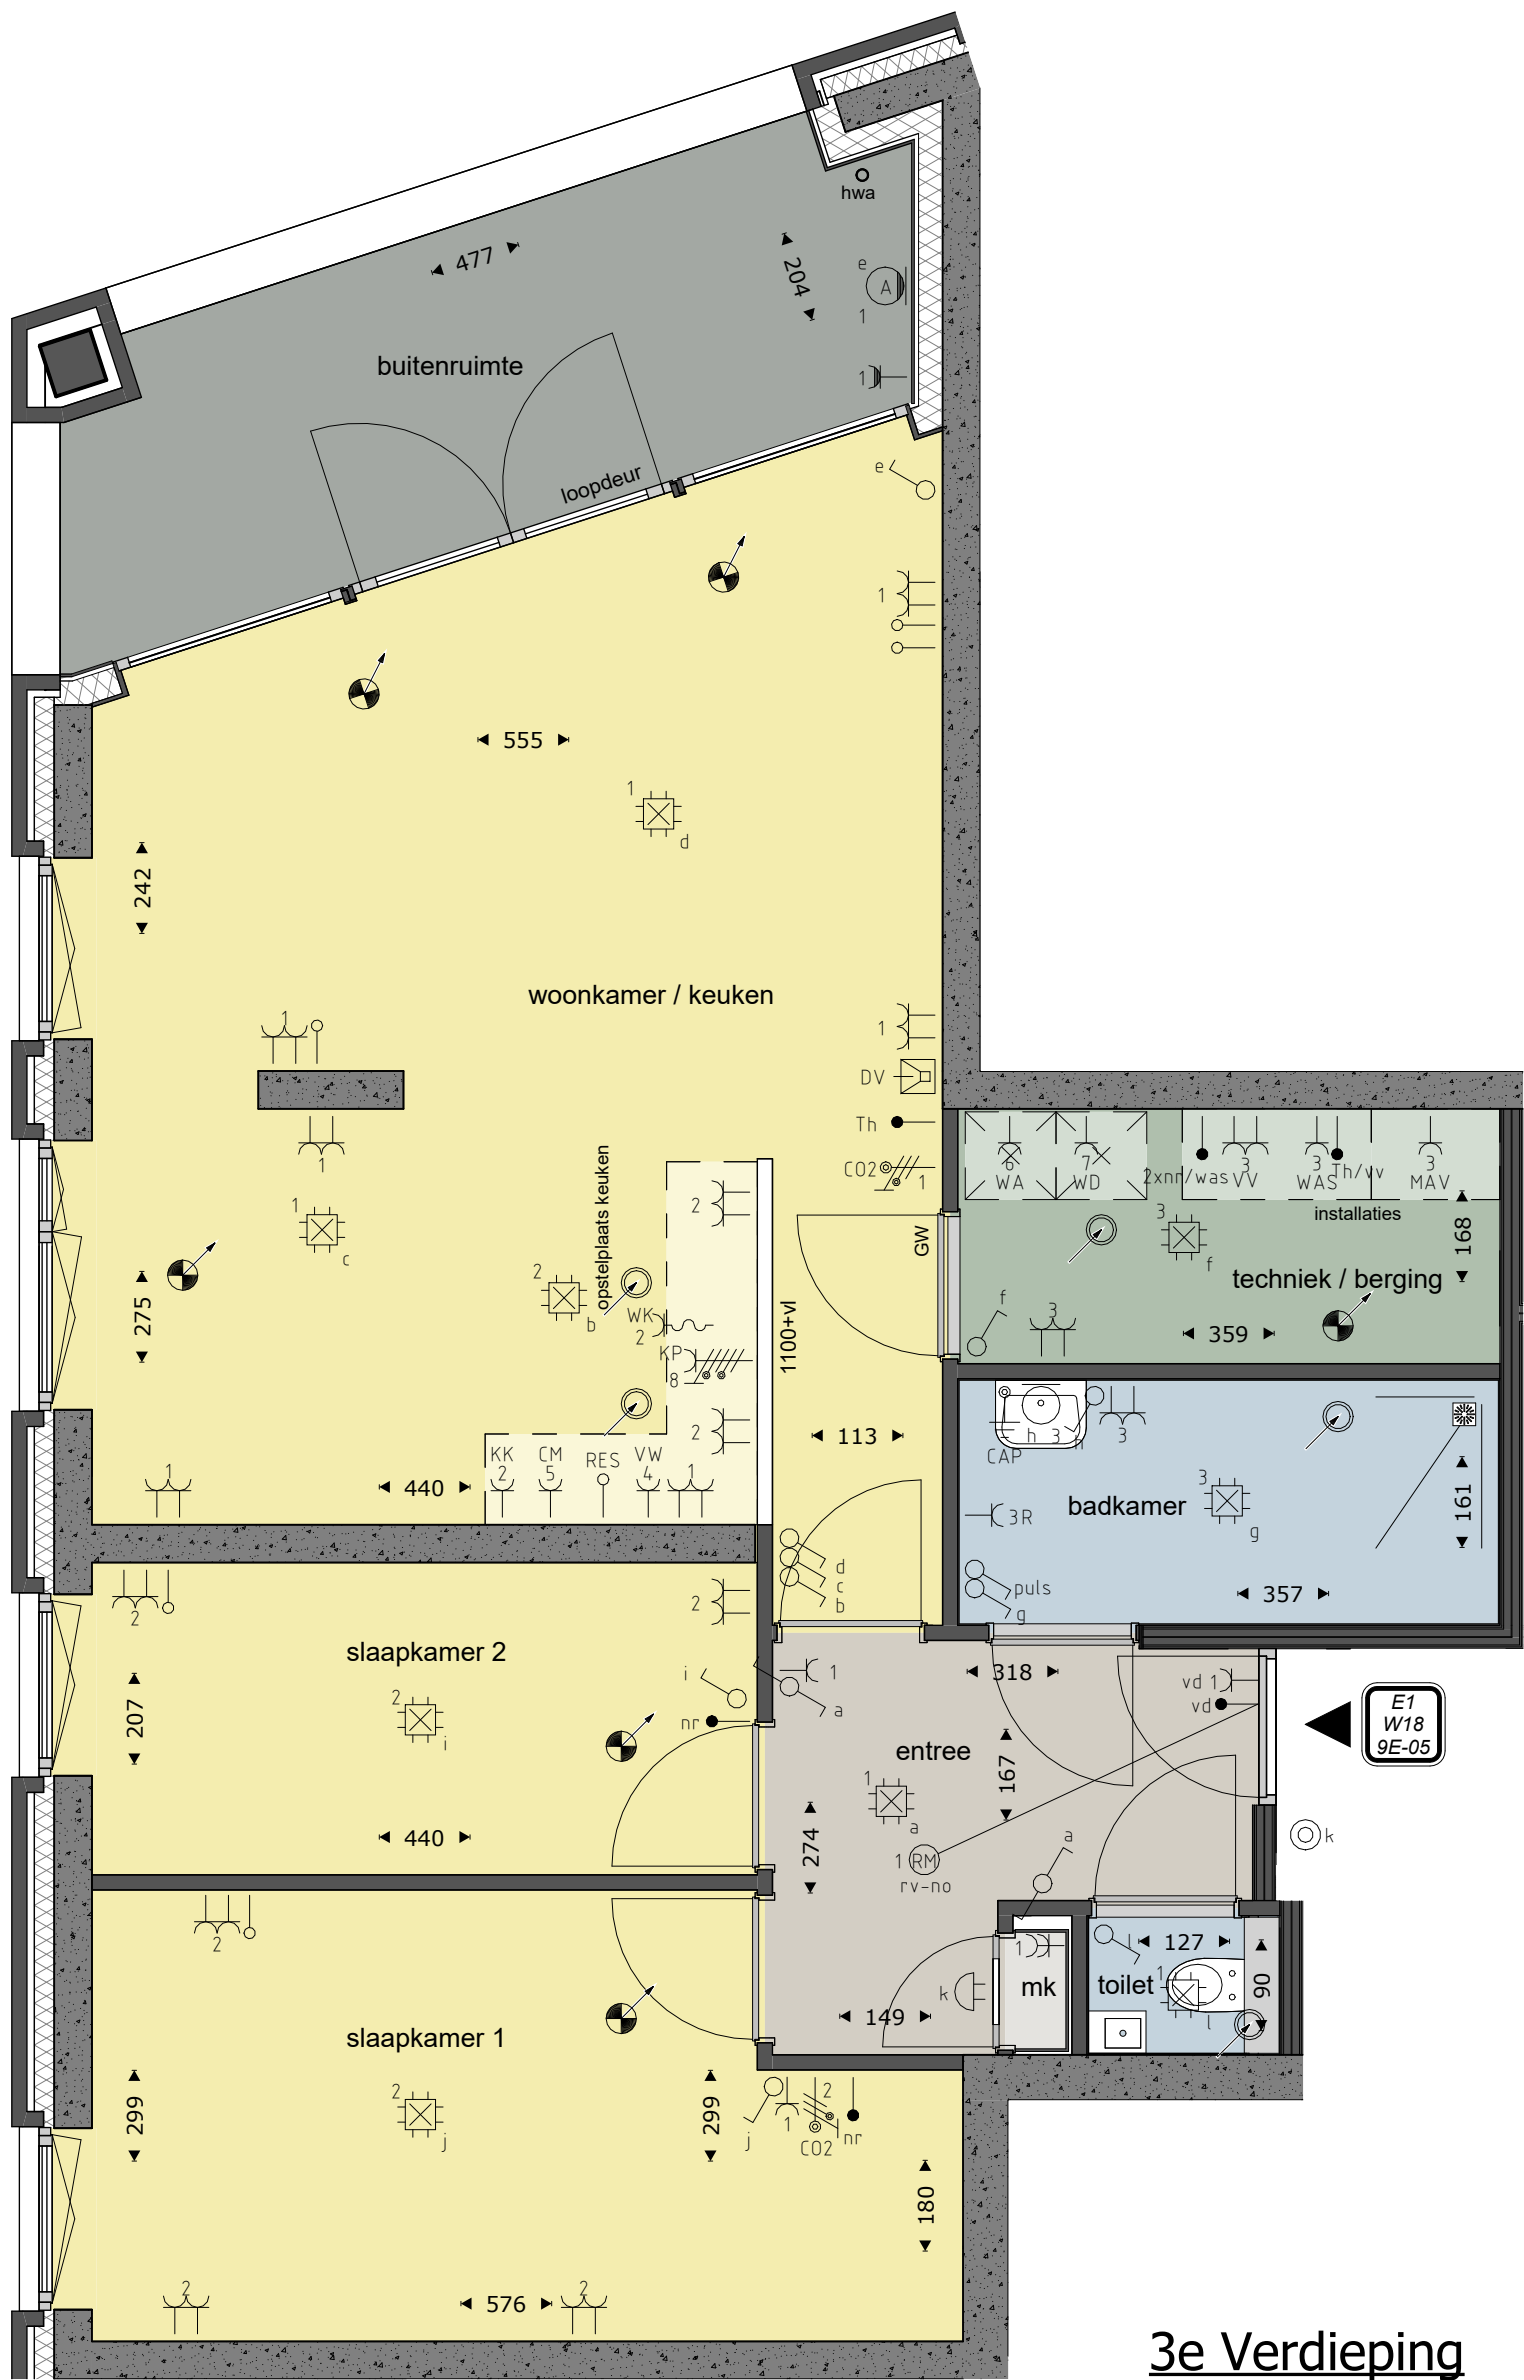 hwa
477
204
e
A
1
buitenruimte
1
loopdeur
e
1
555
1
d
242
woonkamer / keuken
1
1
DV
Th
1
CO2
1
opstelplaats keuken
6
WA
7
WD
2xnr/was
3
VV
3
WAS
Th/vv
3
MAV
installaties
168
2
1
c
GW
3
f
techniek / berging
275
2
b
WK
2
1100+vl
f
3
359
KP
8
113
2
CAP
h 3
h
3
KK
2
CM
5
RES
VW
4
1
1
440
badkamer
3
g
161
3R
d
c
b
puls
g
357
2
2
slaapkamer 2
i
1
a
318
vd 1
vd
E1
W18
9E-05
207
2
i
nr
entree
167
1
a
274
440
1 RM
rv-no
a
k
2
1
l
127
k
mk
toilet
1
l
90
149
slaapkamer 1
299
2
j
299
j
1
2
CO2
nr
180
2
576
2
3e Verdieping